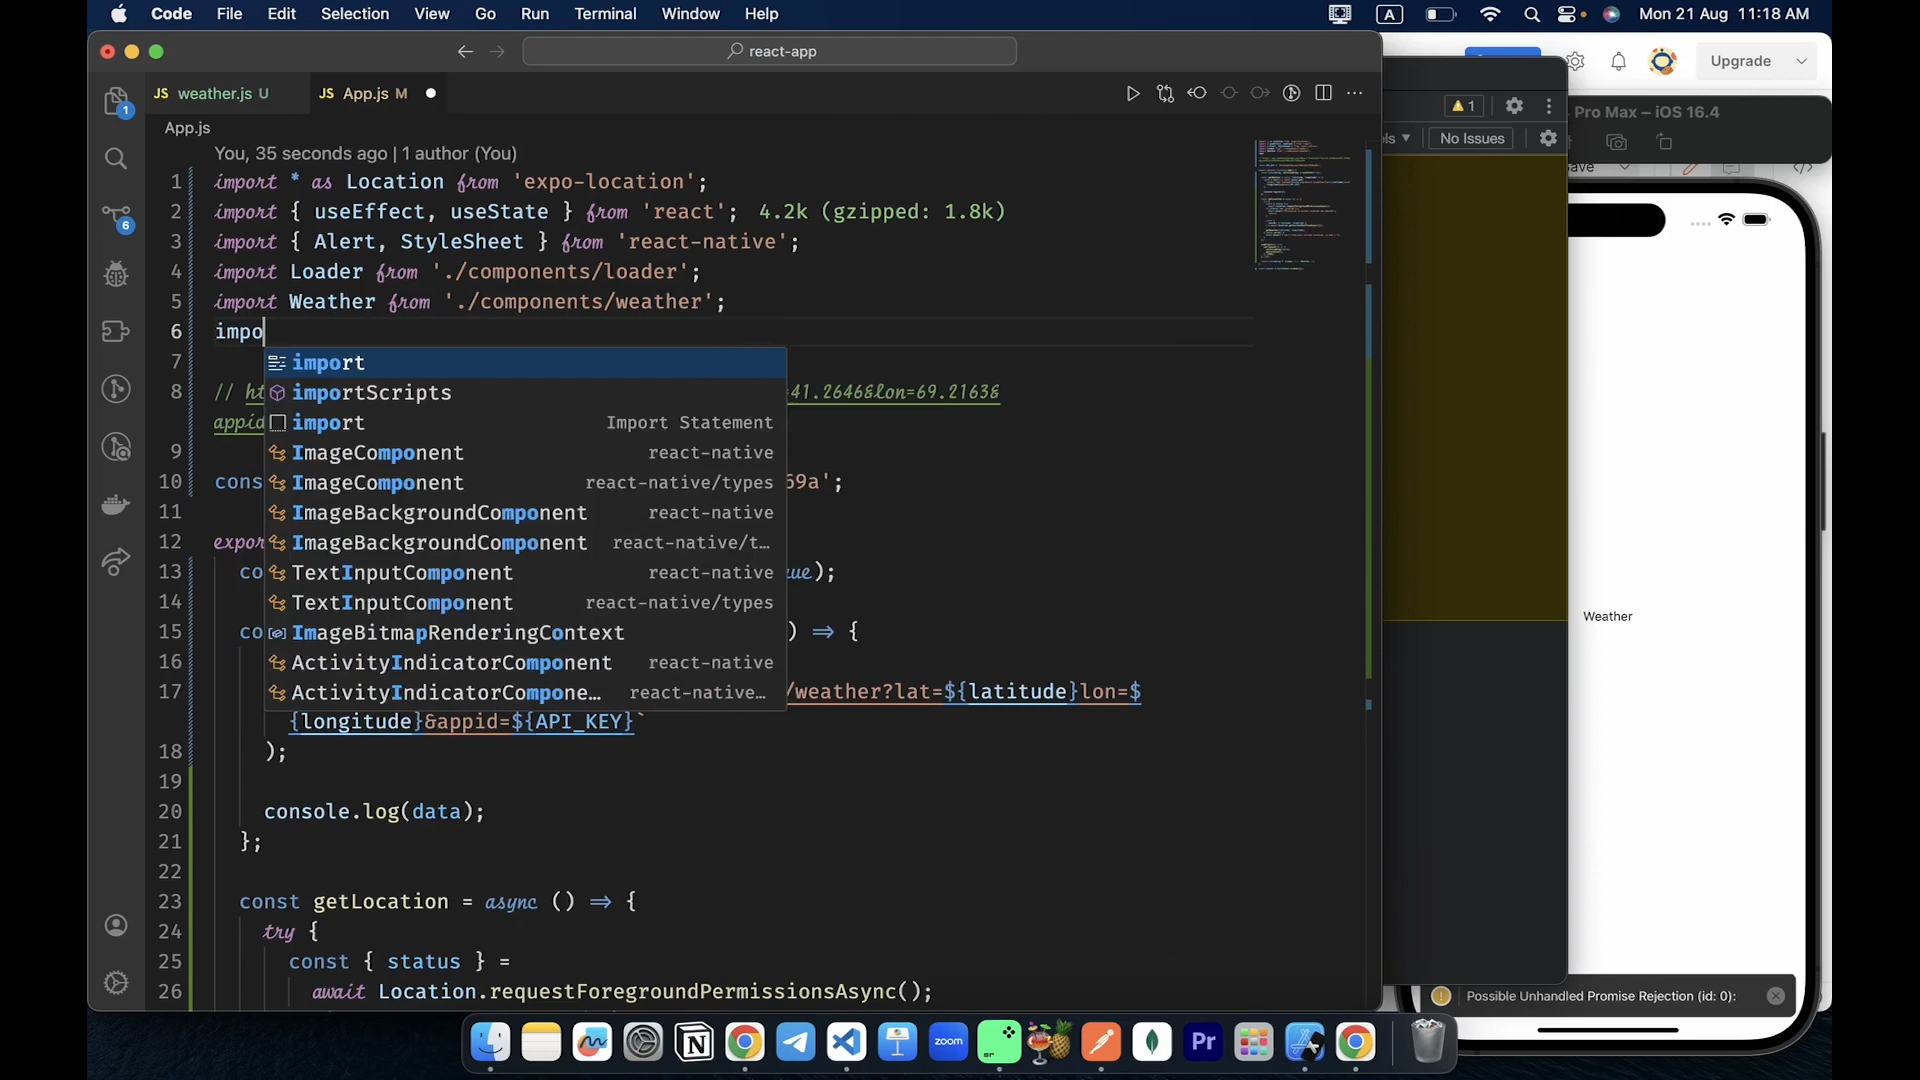 Code File Edit Selection View Go Run Terminal Window Help A Mon 21 Aug 11:18 AM
react-app
Upgrade
JS weather.js U JS App.js M
1
Pro Max – iOS 16.4
App.js
No Issues
You, 35 seconds ago | 1 author (You)
1 import * as Location from 'expo-location';
2 import { useEffect, useState } from 'react'; 4.2k (gzipped: 1.8k)
3 import { Alert, StyleSheet } from 'react-native';
4 import Loader from './components/loader';
5 import Weather from './components/weather';
6 impo
7 import
8 // ht =41.2646&lon=69.2163&
importScripts
appid
import Import Statement
9 ImageComponent react-native
10 cons 69a';
ImageComponent react-native/types
11 ImageBackgroundComponent react-native
12 expor
ImageBackgroundComponent react-native/t...
13 co ue);
TextInputComponent react-native
14 TextInputComponent react-native/types
15 co ) => {
ImageBitmapRenderingContext
16 ActivityIndicatorComponent react-native
17 /weather?lat=${latitude}lon=$
ActivityIndicatorCompone... react-native...
{longitude}&appid=${API_KEY}`
18 );
19
20 console.log(data);
21 };
22
23 const getLocation = async () => {
24 try {
25 const { status } =
26 await Location.requestForegroundPermissionsAsync();
1
6
Weather
Possible Unhandled Promise Rejection (id: 0):
zoom
sr
Pr